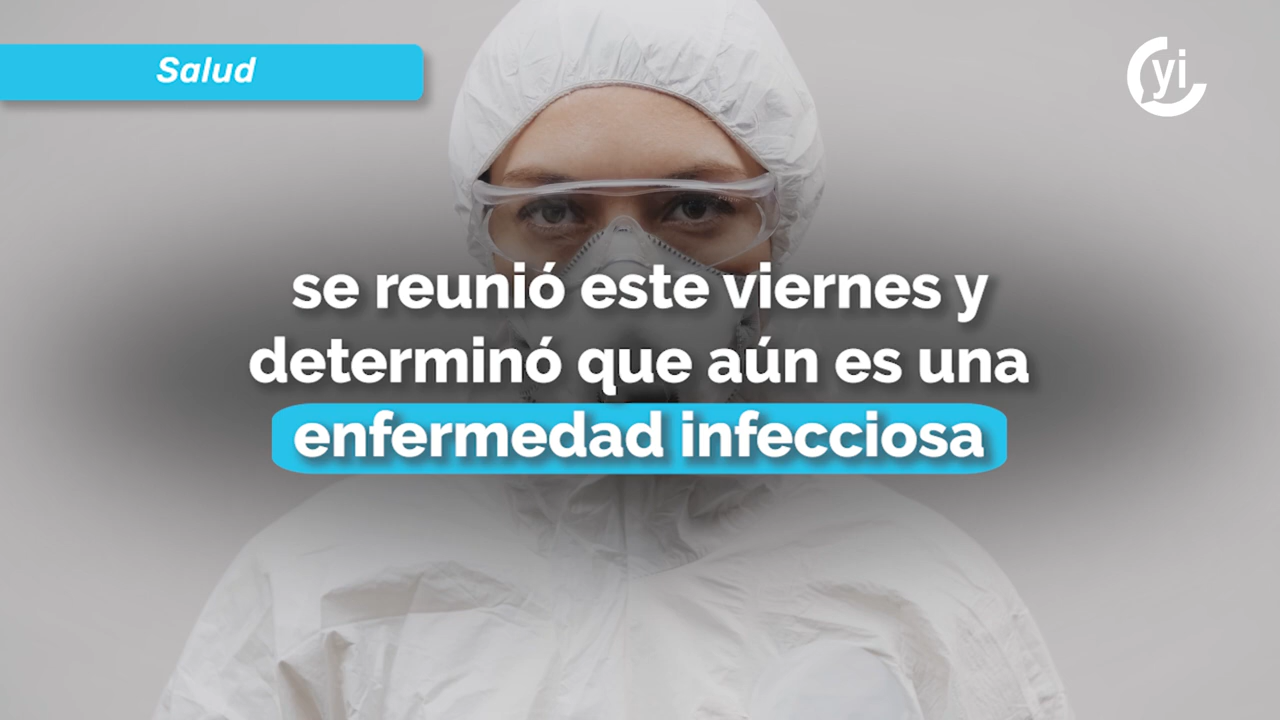 Salud
yi
se reunió este viernes y
determinó que aún es una
enfermedad infecciosa